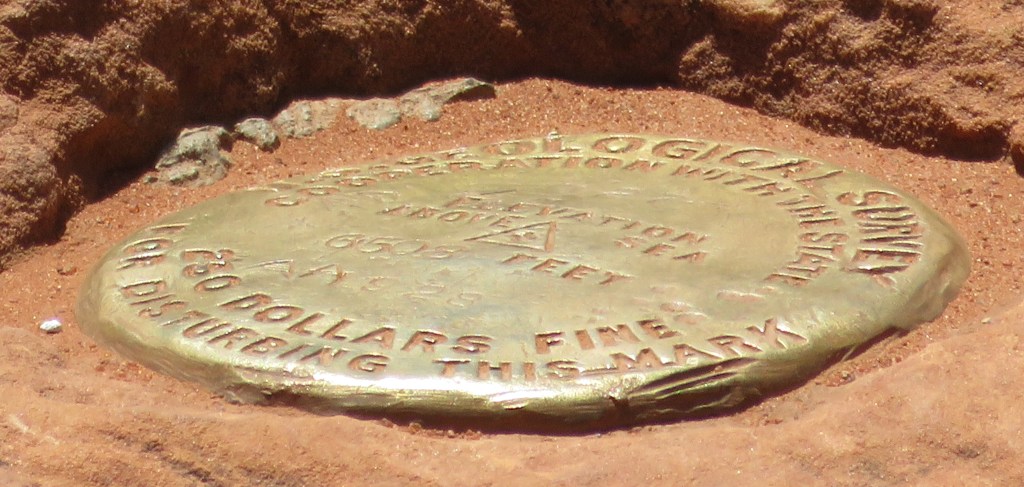 GEOLOGICAL SURVEY
COOPERATION WITH THE STATE
ELEVATION
ABOVE SEA
6505 FEET
250 DOLLARS FINE
FOR DISTURBING THIS MARK